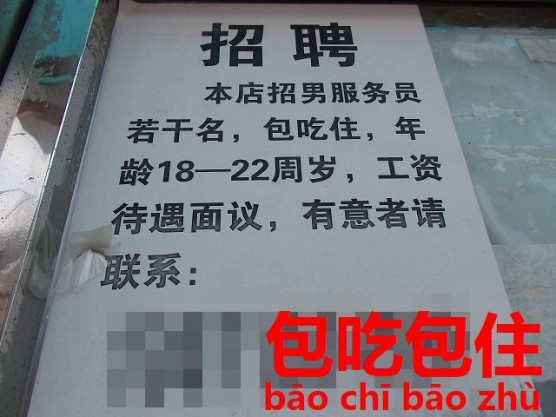 招聘
本店招男服务员
若干名，包吃住，年
龄18—22周岁，工资
待遇面议，有意者请
联系：
包吃包住
bāo chī bāo zhù